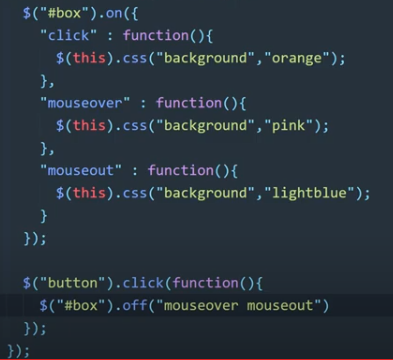 $("#box").on({
"click" : function(){
$(this).css("background","orange");
},
"mouseover" : function(){
$(this).css("background","pink");
},
"mouseout" : function(){
$(this).css("background","lightblue");
}
});
$("button").click(function(){
$("#box").off("mouseover mouseout")
});
});